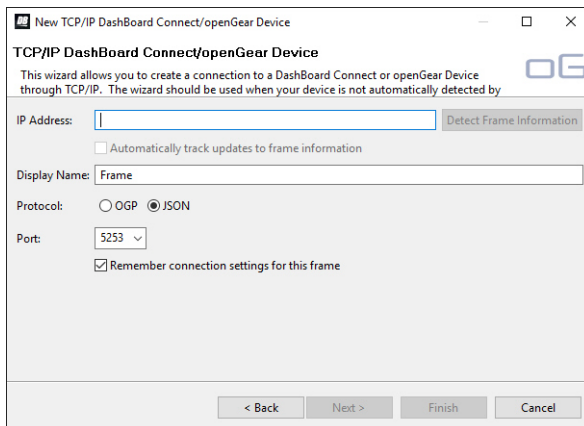 DB New TCP/IP DashBoard Connect/openGear Device
TCP/IP DashBoard Connect/openGear Device
This wizard allows you to create a connection to a DashBoard Connect or openGear Device
through TCP/IP. The wizard should be used when your device is not automatically detected by
oG
IP Address: Detect Frame Information
Automatically track updates to frame information
Display Name: Frame
Protocol: OGP JSON
Port: 5253
Remember connection settings for this frame
< Back Next > Finish Cancel